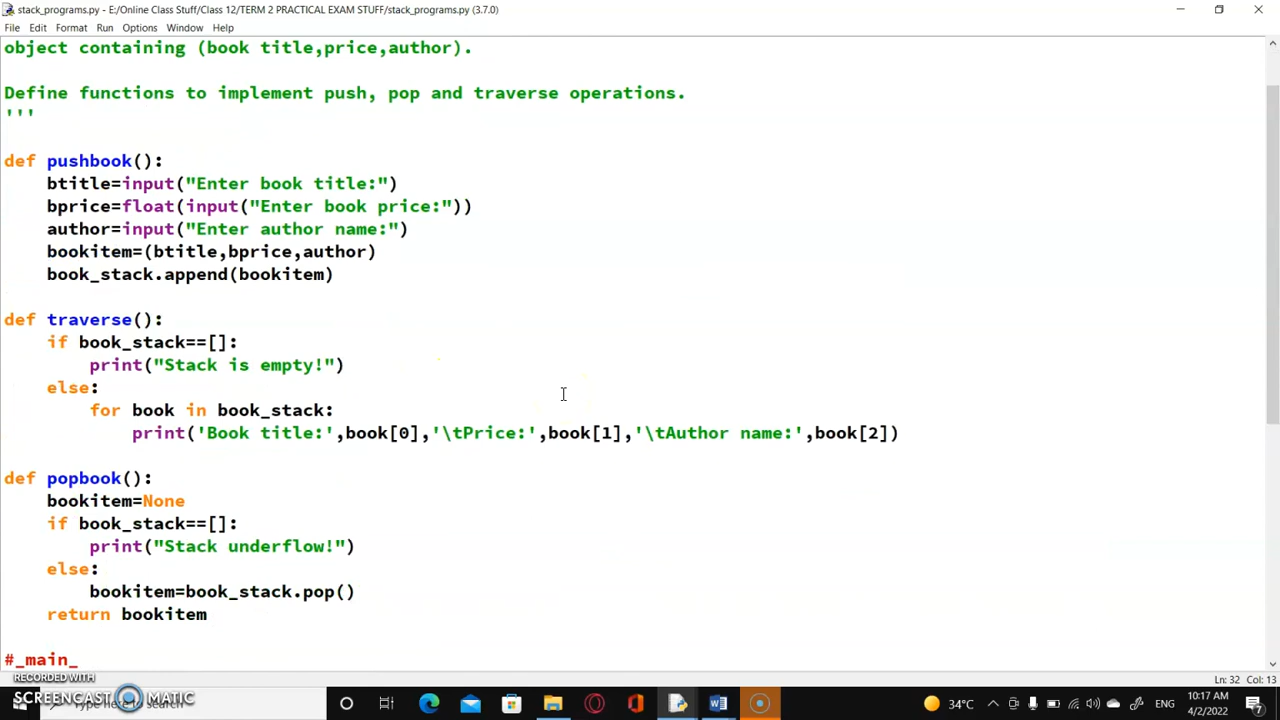 stack_programs.py - E:/Online Class Stuff/Class 12/TERM 2 PRACTICAL EXAM STUFF/stack_programs.py (3.7.0)
File Edit Format Run Options Window Help
object containing (book title,price,author).
Define functions to implement push, pop and traverse operations.
'''
def pushbook():
    btitle=input("Enter book title:")
    bprice=float(input("Enter book price:"))
    author=input("Enter author name:")
    bookitem=(btitle,bprice,author)
    book_stack.append(bookitem)
def traverse():
    if book_stack==[]:
        print("Stack is empty!")
    else:
        for book in book_stack:
            print('Book title:',book[0],'\tPrice:',book[1],'\tAuthor name:',book[2])
def popbook():
    bookitem=None
    if book_stack==[]:
        print("Stack underflow!")
    else:
        bookitem=book_stack.pop()
    return bookitem
#_main_
Ln: 32 Col: 13
RECORDED WITH
SCREENCAST MATIC
Type here to search
34°C ENG 10:17 AM
4/2/2022 7